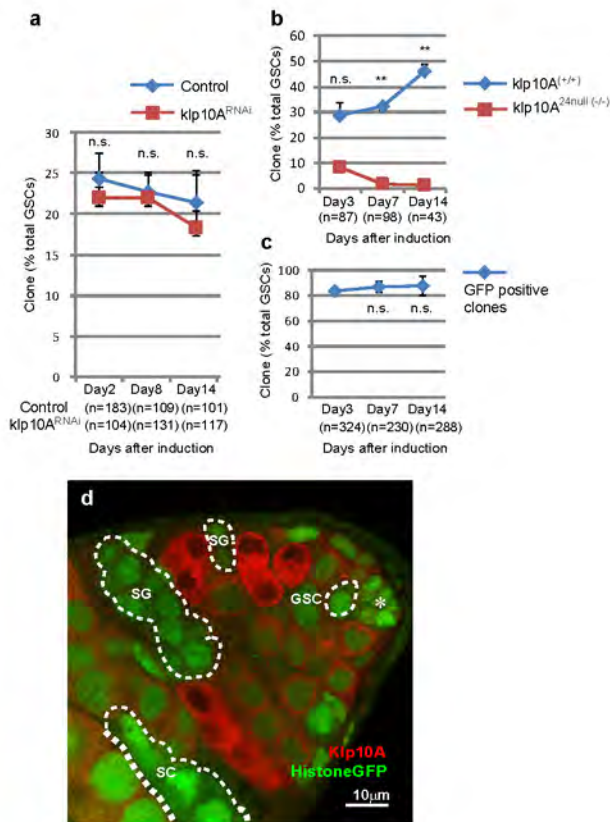 a
Control
klp10A^RNAi
Clone (% total GSCs)
30
25
20
15
10
5
0
n.s. n.s. n.s.
Day2 Day8 Day14
Control (n=183) (n=109) (n=101)
klp10A^RNAi (n=104) (n=131) (n=117)
Days after induction
b
Clone (% total GSCs)
60
50
40
30
20
10
0
n.s. ** **
klp10A^(+/+)
klp10A^24null (-/-)
Day3 Day7 Day14
(n=87) (n=98) (n=43)
Days after induction
c
Clone (% total GSCs)
100
80
60
40
20
0
n.s. n.s.
GFP positive
clones
Day3 Day7 Day14
(n=324) (n=230) (n=288)
Days after induction
d
SG
SG
GSC
*
SC
Klp10A
HistoneGFP
10μm